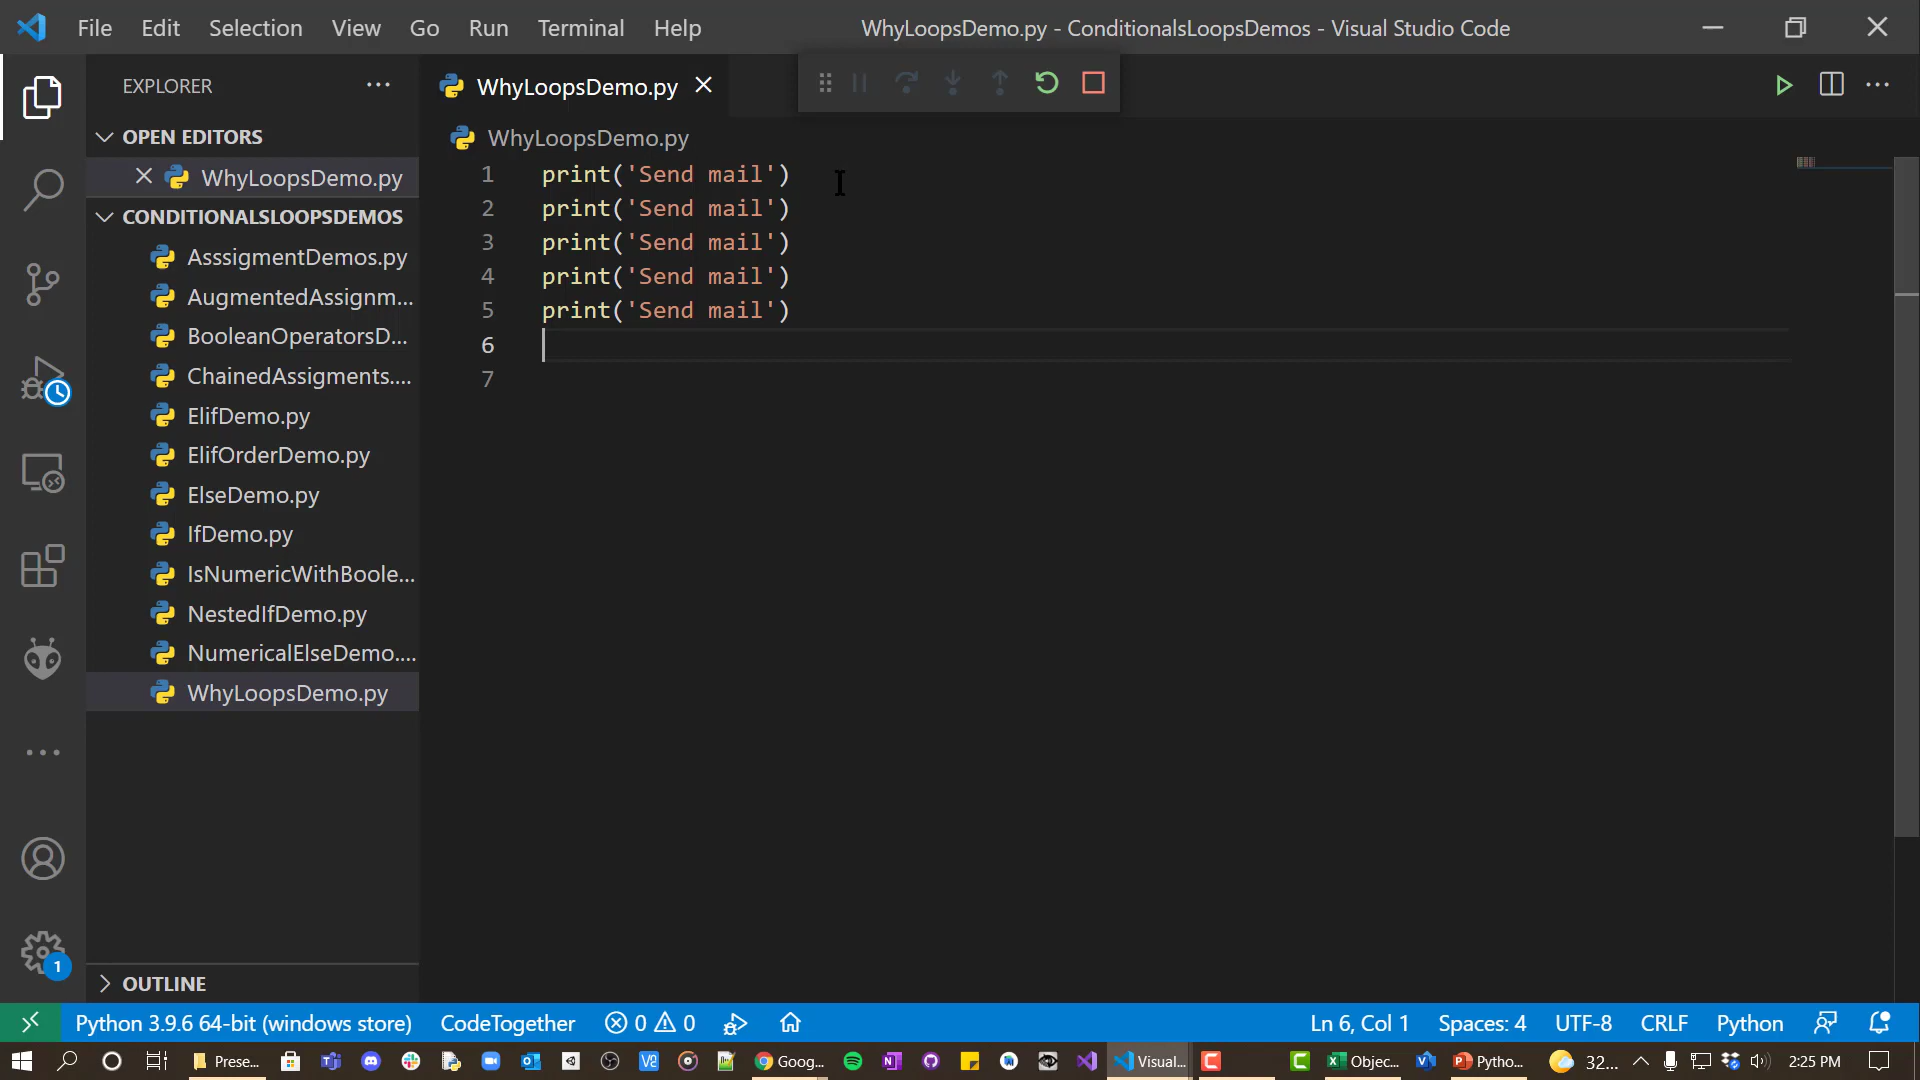 File Edit Selection View Go Run Terminal Help WhyLoopsDemo.py - ConditionalsLoopsDemos - Visual Studio Code
EXPLORER
OPEN EDITORS
WhyLoopsDemo.py
CONDITIONALSLOOPSDEMOS
AsssigmentDemos.py
AugmentedAssignm...
BooleanOperatorsD...
ChainedAssigments....
ElifDemo.py
ElifOrderDemo.py
ElseDemo.py
IfDemo.py
IsNumericWithBoole...
NestedIfDemo.py
NumericalElseDemo....
WhyLoopsDemo.py
OUTLINE
WhyLoopsDemo.py
WhyLoopsDemo.py
1 print('Send mail')
2 print('Send mail')
3 print('Send mail')
4 print('Send mail')
5 print('Send mail')
6
7
1
Python 3.9.6 64-bit (windows store) CodeTogether 0 0 Ln 6, Col 1 Spaces: 4 UTF-8 CRLF Python
Prese... Goog... Visual... Objec... Pytho... 32... 2:25 PM